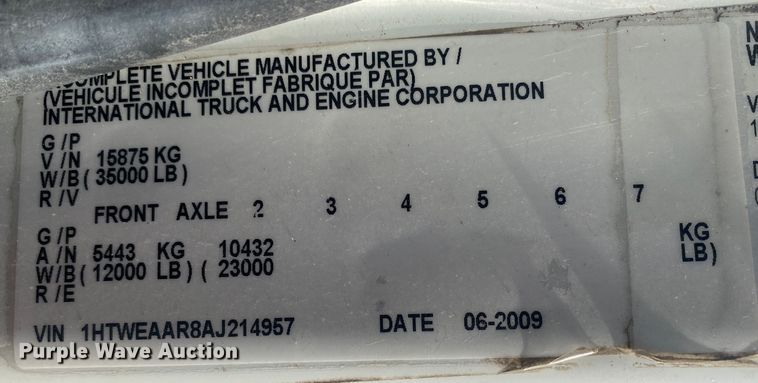 COMPLETE VEHICLE MANUFACTURED BY /
(VEHICULE INCOMPLET FABRIQUE PAR)
INTERNATIONAL TRUCK AND ENGINE CORPORATION
G /P
V /N 15875 KG
W/B( 35000 LB)
R /V
FRONT AXLE 2 3 4 5 6 7
G /P
A /N 5443 KG 10432 KG
W/B( 12000 LB) ( 23000 LB)
R /E
VIN 1HTWEAAR8AJ214957 DATE 06-2009
Purple Wave Auction